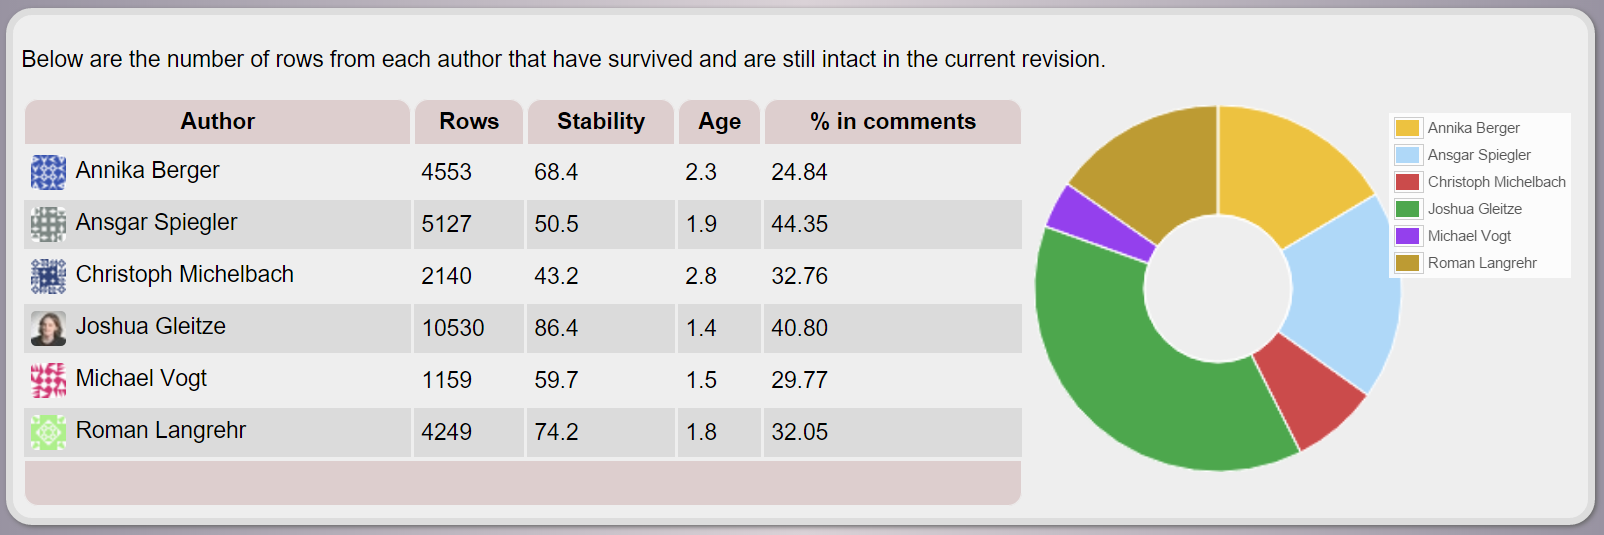 Below are the number of rows from each author that have survived and are still intact in the current revision.
Author Rows Stability Age % in comments
Annika Berger 4553 68.4 2.3 24.84
Ansgar Spiegler 5127 50.5 1.9 44.35
Christoph Michelbach 2140 43.2 2.8 32.76
Joshua Gleitze 10530 86.4 1.4 40.80
Michael Vogt 1159 59.7 1.5 29.77
Roman Langrehr 4249 74.2 1.8 32.05
Annika Berger
Ansgar Spiegler
Christoph Michelbach
Joshua Gleitze
Michael Vogt
Roman Langrehr